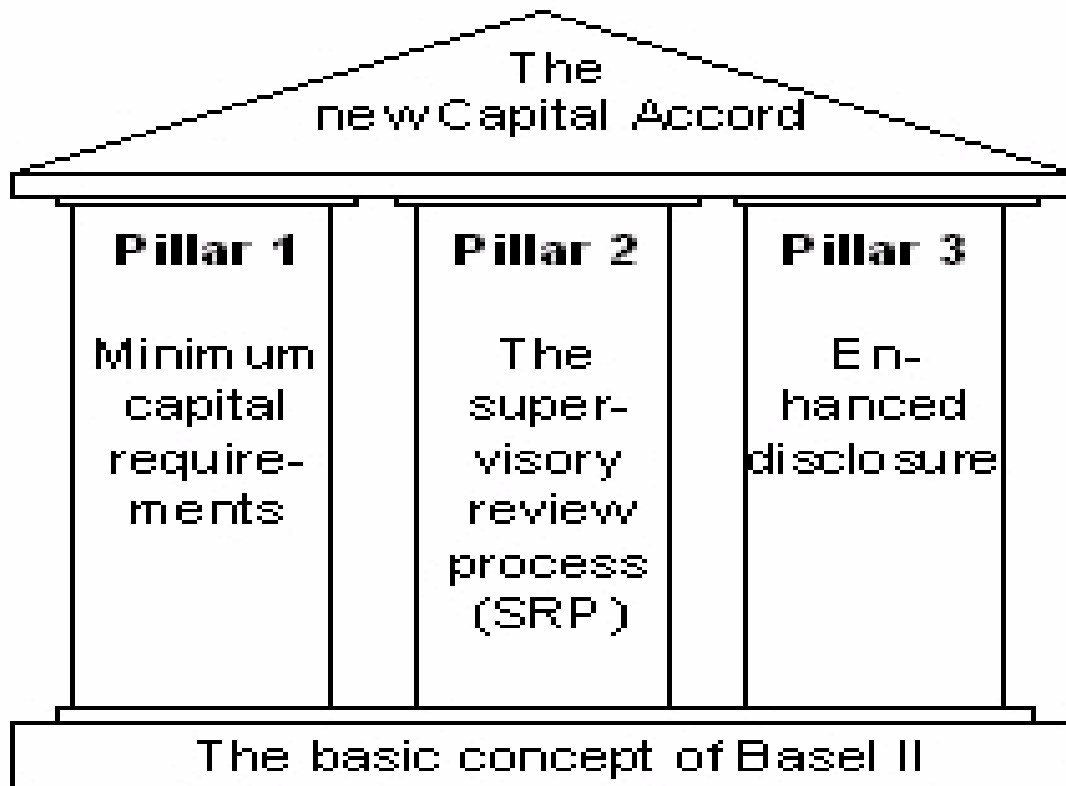 The
new Capital Accord
Pillar 1
Minimum
capital
require-
ments
Pillar 2
The
super-
visory
review
process
(SRP)
Pillar 3
En-
hanced
disclosure
The basic concept of Basel II